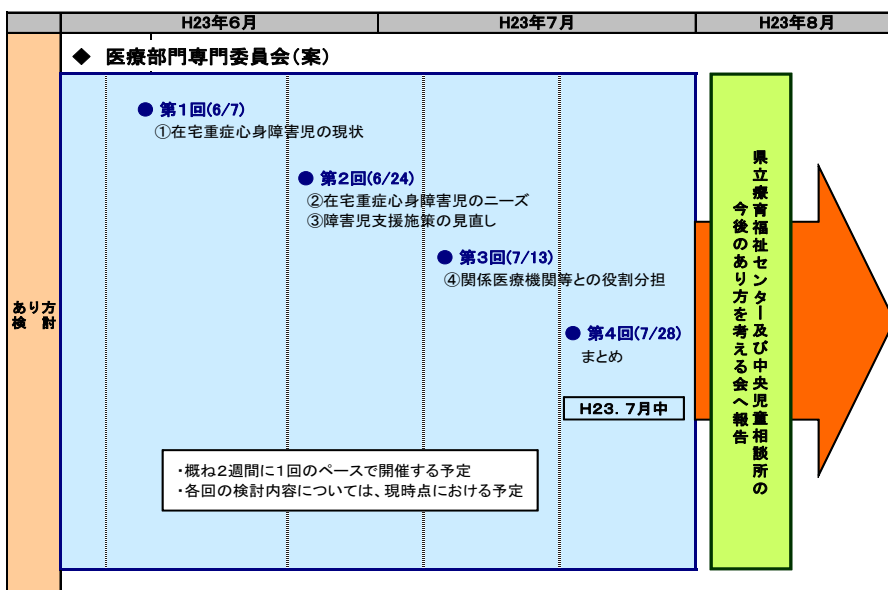 H23年6月
H23年7月
H23年8月
◆ 医療部門専門委員会(案)
● 第1回(6/7)
①在宅重症心身障害児の現状
● 第2回(6/24)
②在宅重症心身障害児のニーズ
③障害児支援施策の見直し
● 第3回(7/13)
④関係医療機関等との役割分担
● 第4回(7/28)
まとめ
H23. 7月中
あり方
検 討
・概ね2週間に1回のペースで開催する予定
・各回の検討内容については、現時点における予定
県立療育福祉センター及び中央児童相談所の
今後のあり方を考える会へ報告